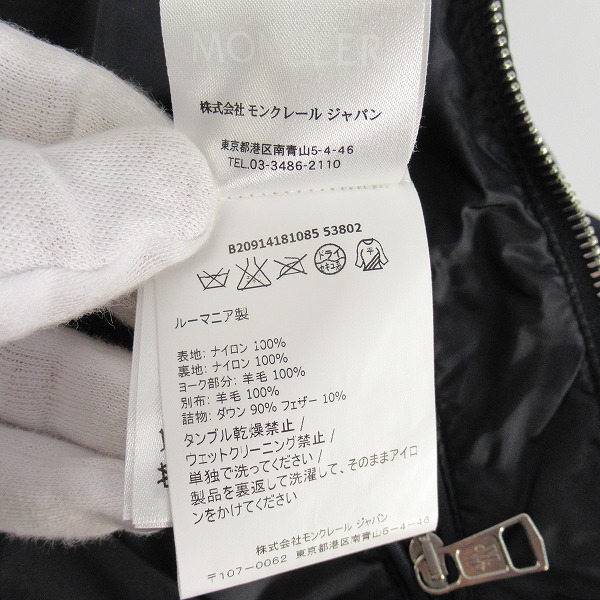 MONCLER
株式会社 モンクレール ジャパン
東京都港区南青山5-4-46
TEL.03-3486-2110
B20914181085 53802
ドライ
セキユ系
平
ルーマニア製
表地: ナイロン 100%
裏地: ナイロン 100%
ヨーク部分: 羊毛 100%
別布: 羊毛 100%
詰物: ダウン 90% フェザー 10%
タンブル乾燥禁止 /
ウェットクリーニング禁止 /
単独で洗ってください /
製品を裏返して洗濯して、そのままアイロ
ンをかけてください
株式会社モンクレール ジャパン
〒107-0062 東京都港区南青山5-4-46